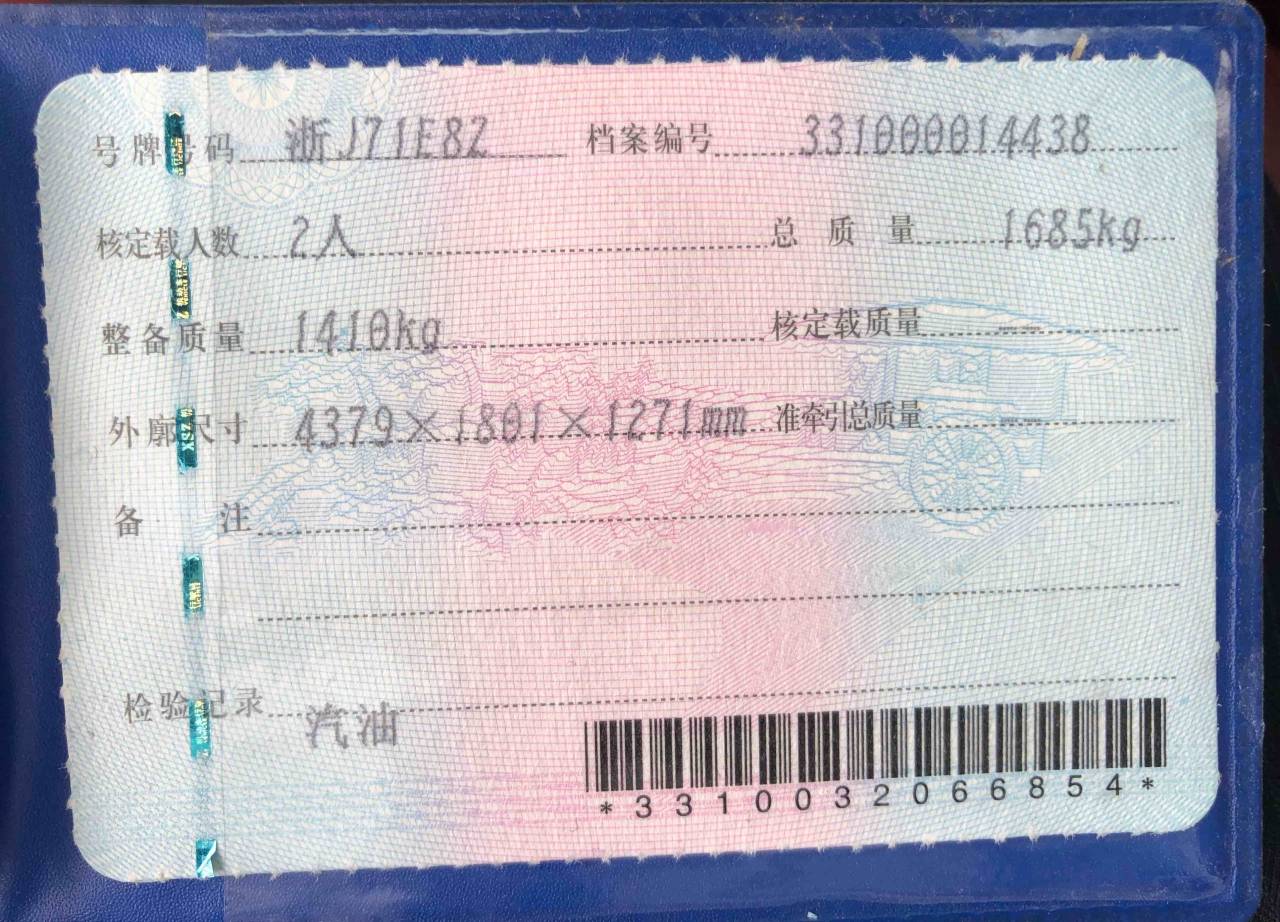 号牌号码 浙J71E8Z 档案编号 331000014438
核定载人数 2人 总质量 1685kg
整备质量 1410kg 核定载质量 ——
外廓尺寸 4379×1801×1271mm 准牵引总质量 ——
备注
检验记录 汽油
*331003206685４*